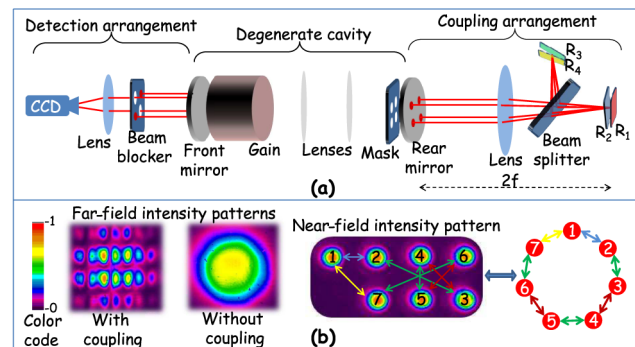 Detection arrangement
Degenerate cavity
Coupling arrangement
R3
R4
CCD
Lens
Beam
blocker
Front
mirror
Gain
Lenses
Mask
Rear
mirror
Lens
Beam
splitter
R2 R1
2f
(a)
Far-field intensity patterns
Near-field intensity pattern
1
0
Color
code
With
coupling
Without
coupling
(b)
1 2 4 6
7 5 3
1
7 2
6 3
5 4